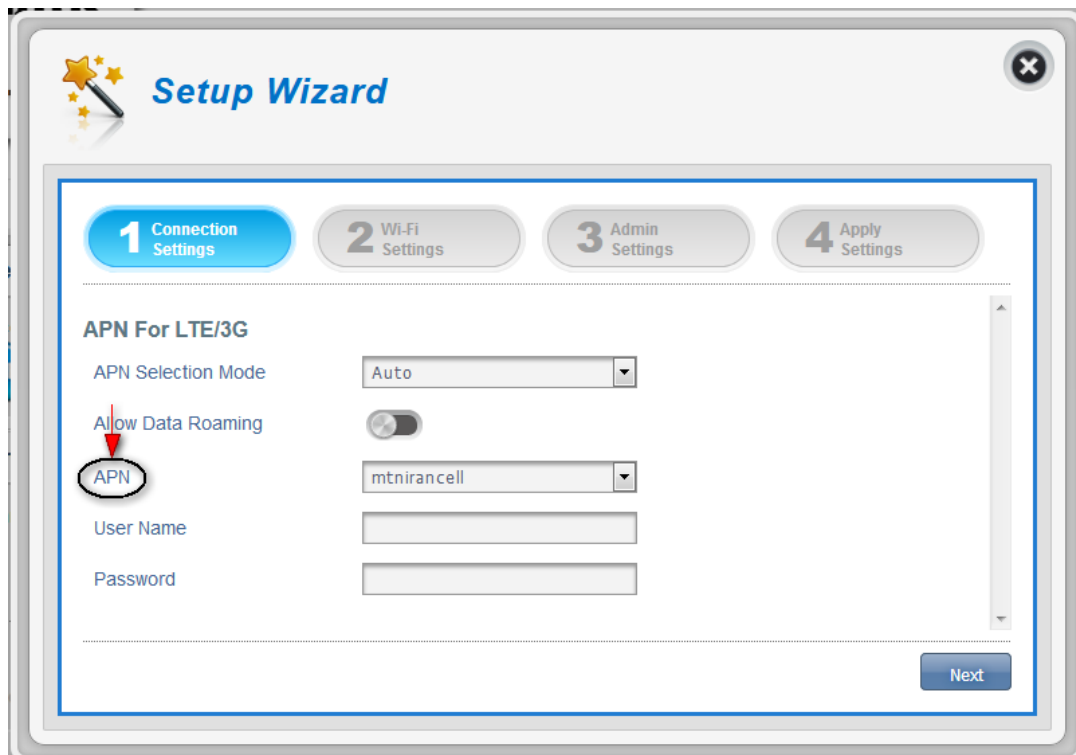 Setup Wizard
1 Connection Settings
2 Wi-Fi Settings
3 Admin Settings
4 Apply Settings
APN For LTE/3G
APN Selection Mode Auto
Allow Data Roaming
APN mtnirancell
User Name
Password
Next